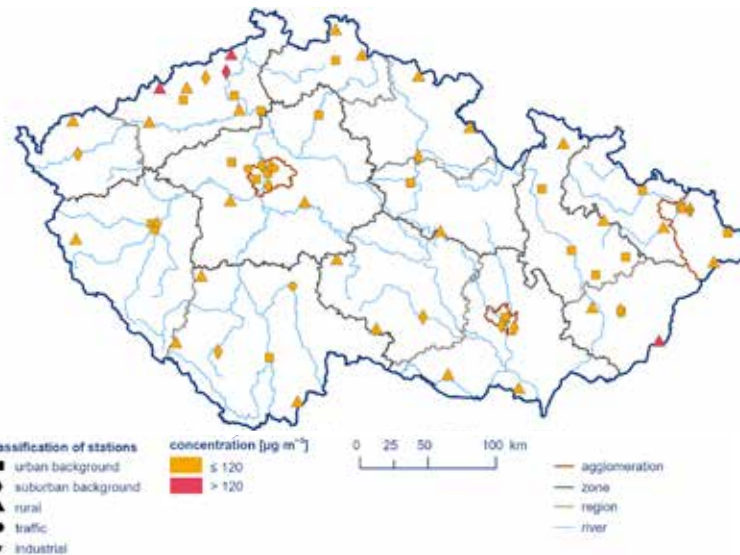 assification of stations
urban background
suburban background
rural
traffic
industrial
concentration [µg m⁻³]
≤ 120
> 120
0 25 50 100 km
agglomeration
zone
region
river